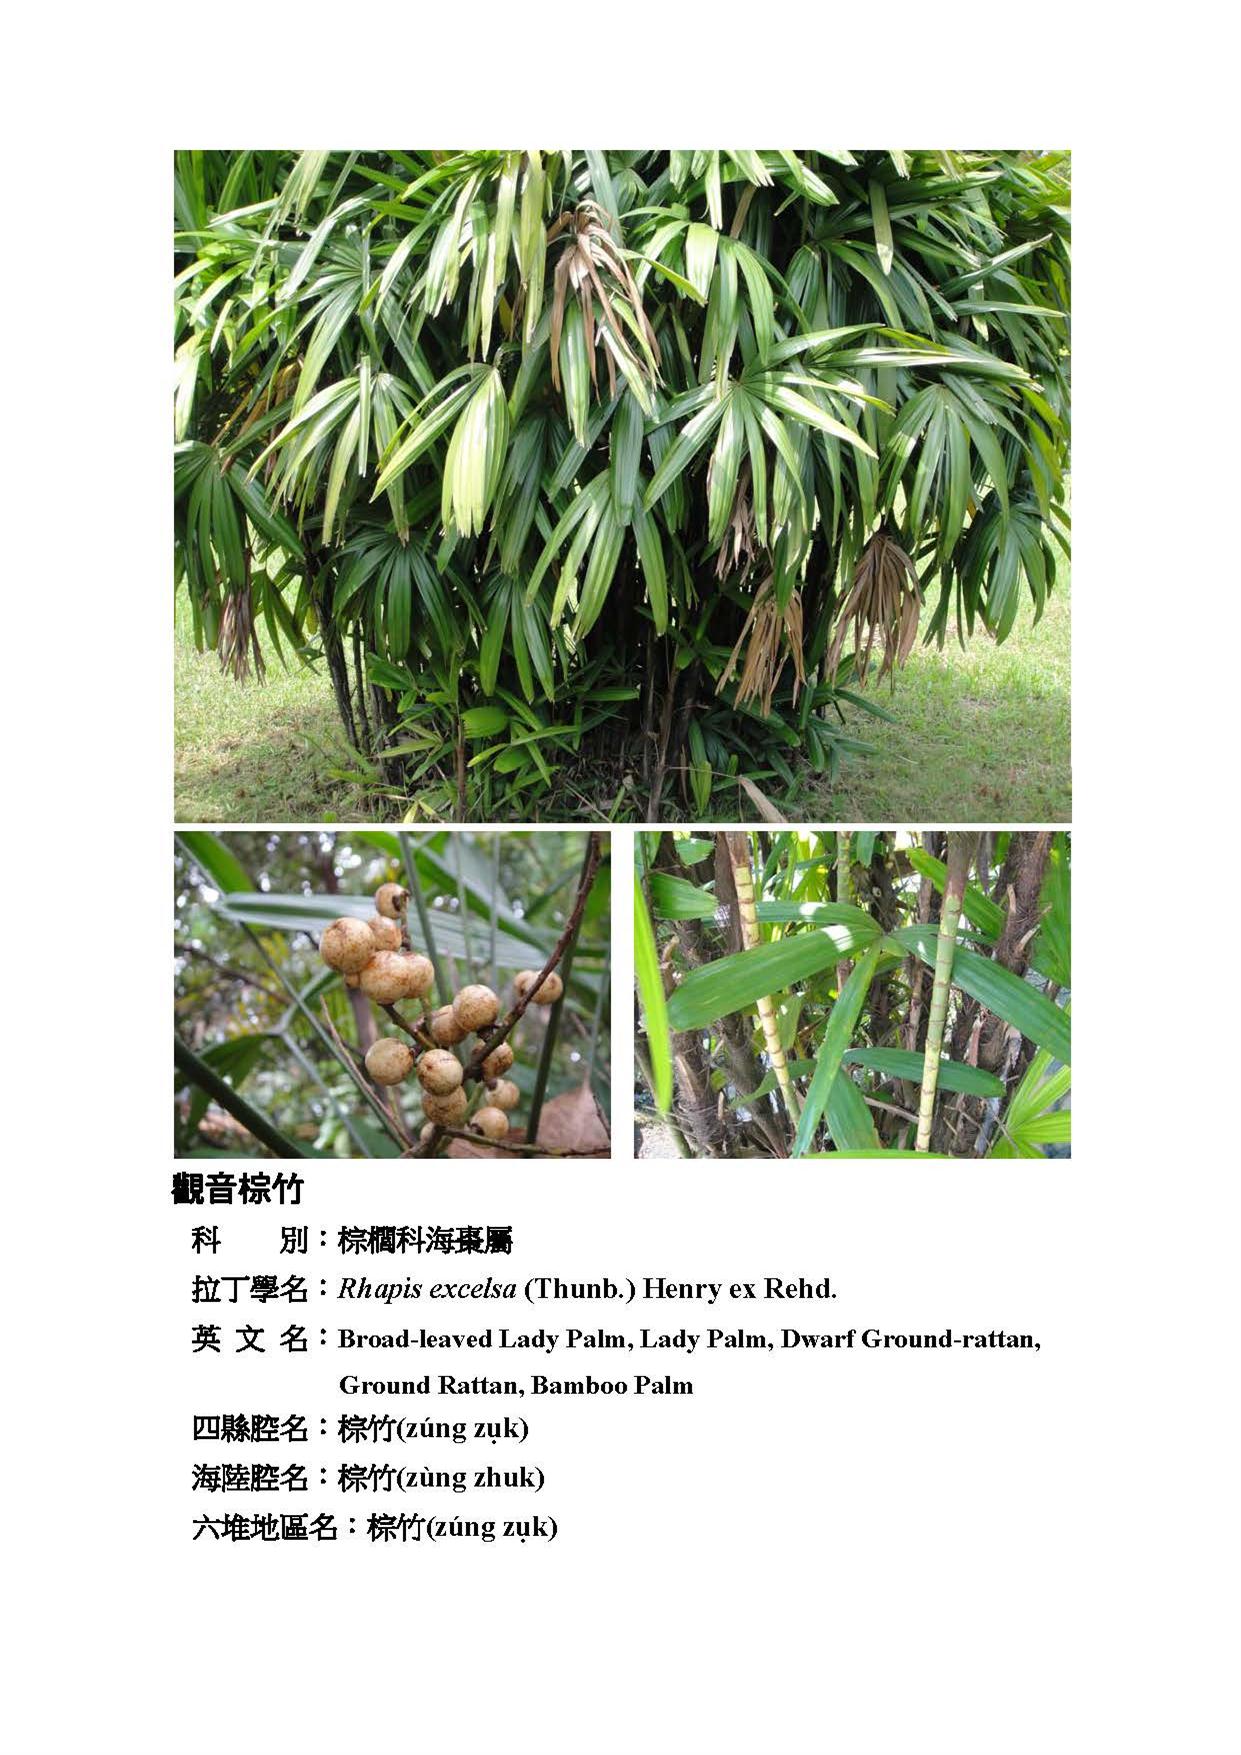 觀音棕竹
科　　別：棕櫚科海棗屬
拉丁學名：Rhapis excelsa (Thunb.) Henry ex Rehd.
英 文 名：Broad-leaved Lady Palm, Lady Palm, Dwarf Ground-rattan,
Ground Rattan, Bamboo Palm
四縣腔名：棕竹(zúng zụk)
海陸腔名：棕竹(zùng zhuk)
六堆地區名：棕竹(zúng zụk)